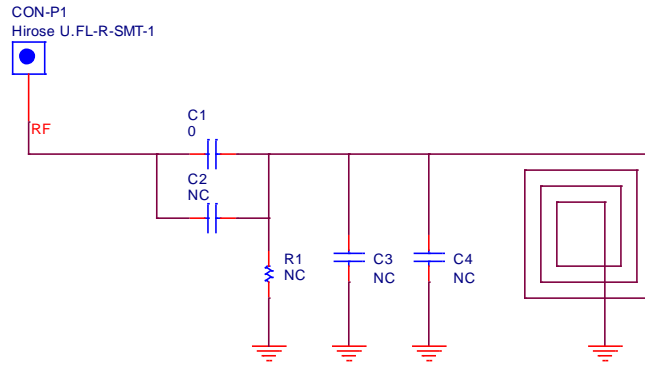 CON-P1
Hirose U.FL-R-SMT-1
RF
C1
0
C2
NC
R1
NC
C3
NC
C4
NC